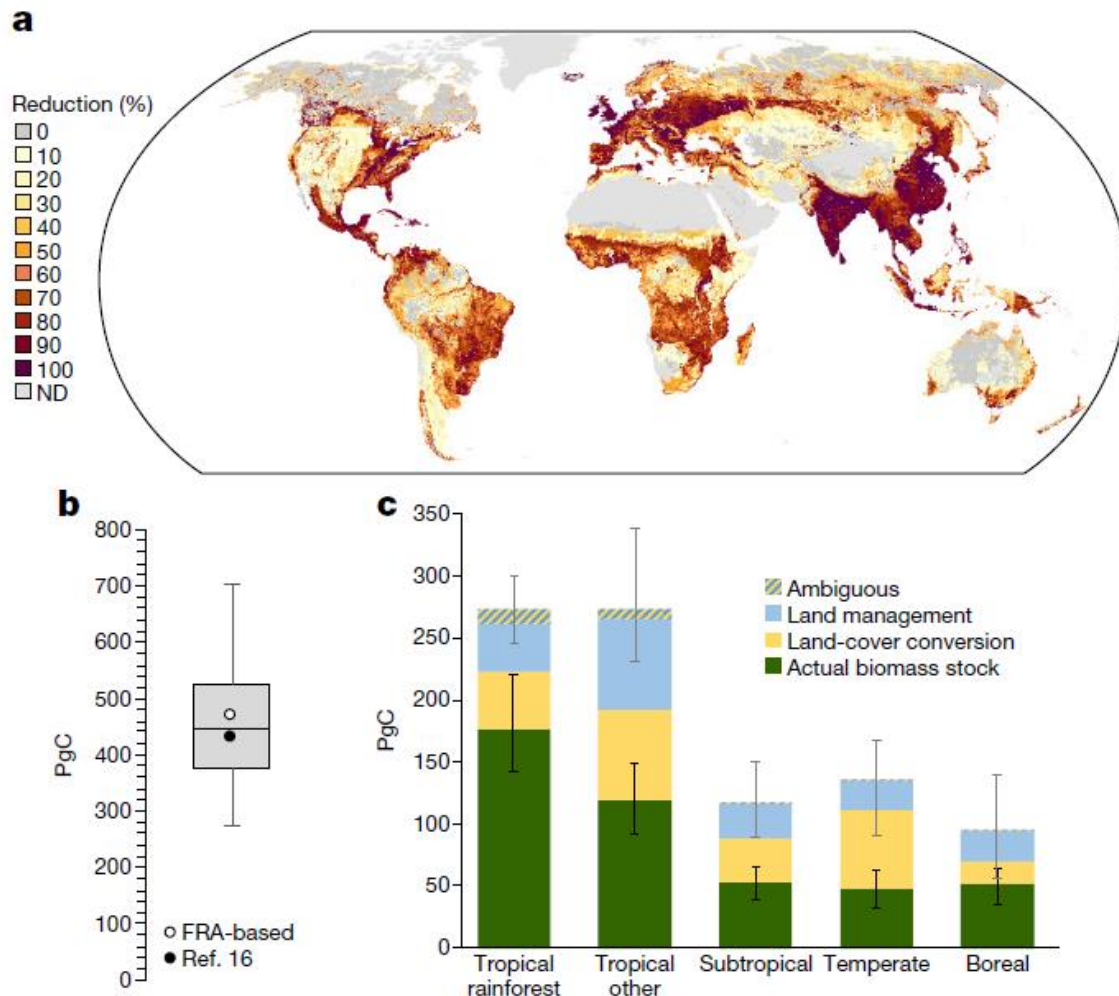 a
Reduction (%)
0
10
20
30
40
50
60
70
80
90
100
ND
b
800
700
600
500
400
300
200
100
0
PgC
FRA-based
Ref. 16
c
350
300
250
200
150
100
50
0
PgC
Ambiguous
Land management
Land-cover conversion
Actual biomass stock
Tropical
rainforest
Tropical
other
Subtropical
Temperate
Boreal